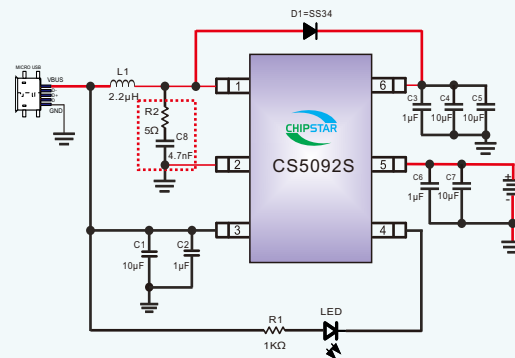 D1=SS34
MICRO USB
VBUS
D-
D+
GND
L1
2.2μH
R2
5Ω
C8
4.7nF
1
2
3
6
5
4
CHIPSTAR
CS5092S
C3
1μF
C4
10μF
C5
10μF
C6
1μF
C7
10μF
+
-
C1
10μF
C2
1μF
R1
1KΩ
LED